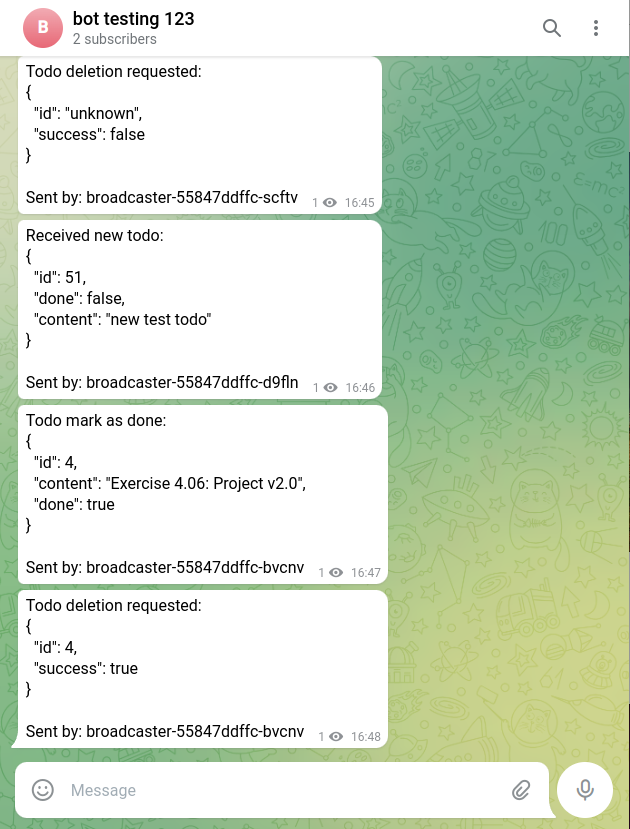 B
bot testing 123
2 subscribers
Todo deletion requested:
{
"id": "unknown",
"success": false
}
Sent by: broadcaster-55847ddffc-scftv 1 16:45
Received new todo:
{
"id": 51,
"done": false,
"content": "new test todo"
}
Sent by: broadcaster-55847ddffc-d9fln 1 16:46
Todo mark as done:
{
"id": 4,
"content": "Exercise 4.06: Project v2.0",
"done": true
}
Sent by: broadcaster-55847ddffc-bvcnv 1 16:47
Todo deletion requested:
{
"id": 4,
"success": true
}
Sent by: broadcaster-55847ddffc-bvcnv 1 16:48
Message